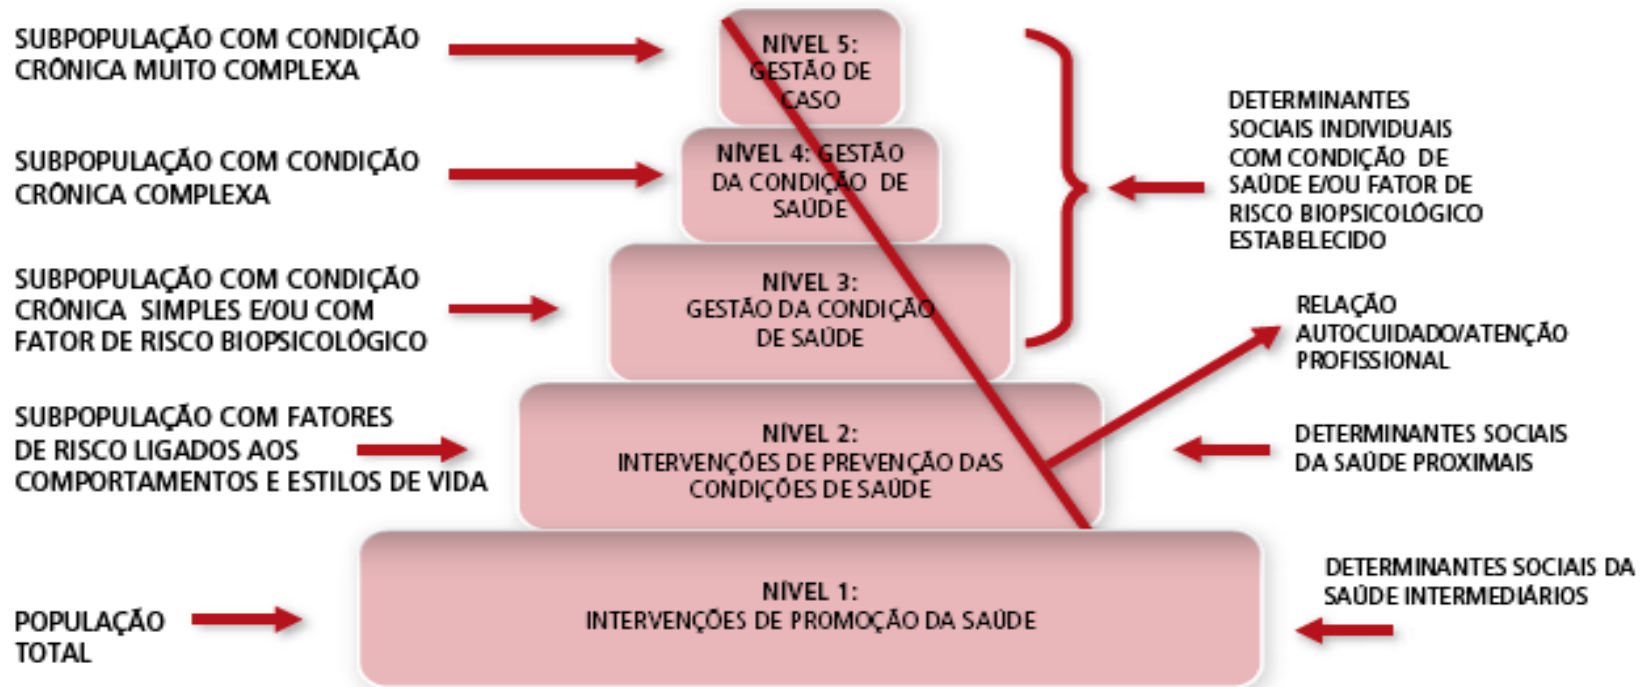 SUBPOPULAÇÃO COM CONDIÇÃO
CRÔNICA MUITO COMPLEXA
NÍVEL 5:
GESTÃO DE
CASO
DETERMINANTES
SOCIAIS INDIVIDUAIS
COM CONDIÇÃO DE
SAÚDE E/OU FATOR DE
RISCO BIOPSICOLÓGICO
ESTABELECIDO
SUBPOPULAÇÃO COM CONDIÇÃO
CRÔNICA COMPLEXA
NÍVEL 4: GESTÃO
DA CONDIÇÃO DE
SAÚDE
SUBPOPULAÇÃO COM CONDIÇÃO
CRÔNICA SIMPLES E/OU COM
FATOR DE RISCO BIOPSICOLÓGICO
NÍVEL 3:
GESTÃO DA CONDIÇÃO
DE SAÚDE
RELAÇÃO
AUTOCUIDADO/ATENÇÃO
PROFISSIONAL
SUBPOPULAÇÃO COM FATORES
DE RISCO LIGADOS AOS
COMPORTAMENTOS E ESTILOS DE VIDA
NÍVEL 2:
INTERVENÇÕES DE PREVENÇÃO DAS
CONDIÇÕES DE SAÚDE
DETERMINANTES SOCIAIS
DA SAÚDE PROXIMAIS
POPULAÇÃO
TOTAL
NÍVEL 1:
INTERVENÇÕES DE PROMOÇÃO DA SAÚDE
DETERMINANTES SOCIAIS DA
SAÚDE INTERMEDIÁRIOS